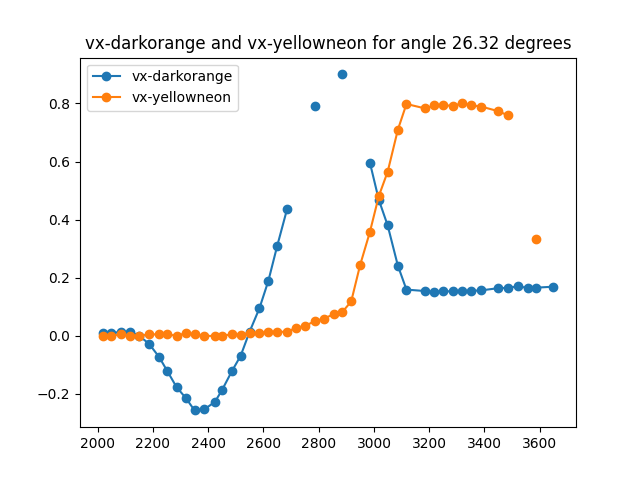 vx-darkorange and vx-yellowneon for angle 26.32 degrees
vx-darkorange
vx-yellowneon
0.8
0.6
0.4
0.2
0.0
−0.2
2000 2200 2400 2600 2800 3000 3200 3400 3600